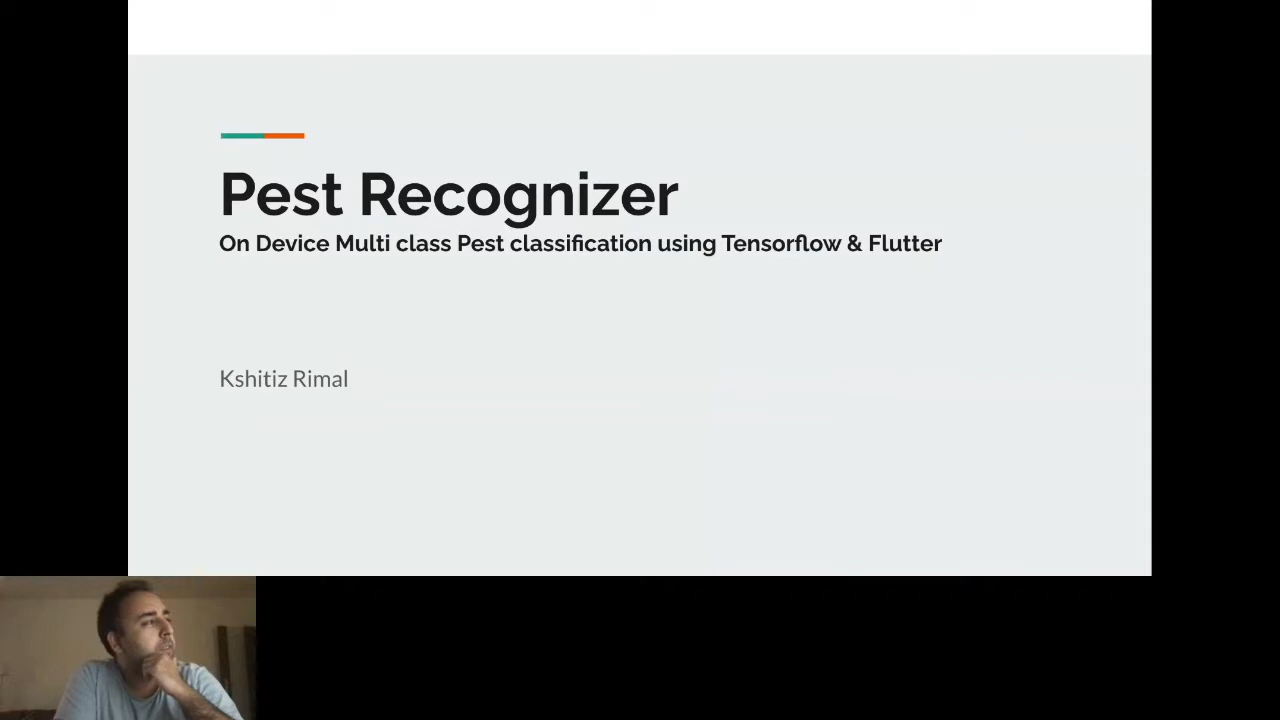 Pest Recognizer
On Device Multi class Pest classification using Tensorflow & Flutter
Kshitiz Rimal